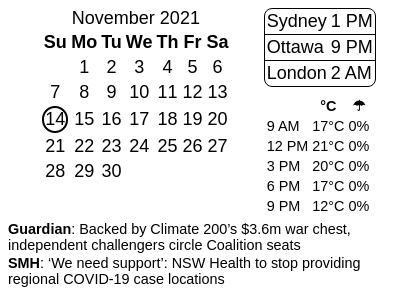 November 2021
Su Mo Tu We Th Fr Sa
1 2 3 4 5 6
7 8 9 10 11 12 13
14 15 16 17 18 19 20
21 22 23 24 25 26 27
28 29 30
Sydney 1 PM
Ottawa 9 PM
London 2 AM
°C ☂
9 AM 17°C 0%
12 PM 21°C 0%
3 PM 20°C 0%
6 PM 17°C 0%
9 PM 12°C 0%
Guardian: Backed by Climate 200’s $3.6m war chest,
independent challengers circle Coalition seats
SMH: ‘We need support’: NSW Health to stop providing
regional COVID-19 case locations